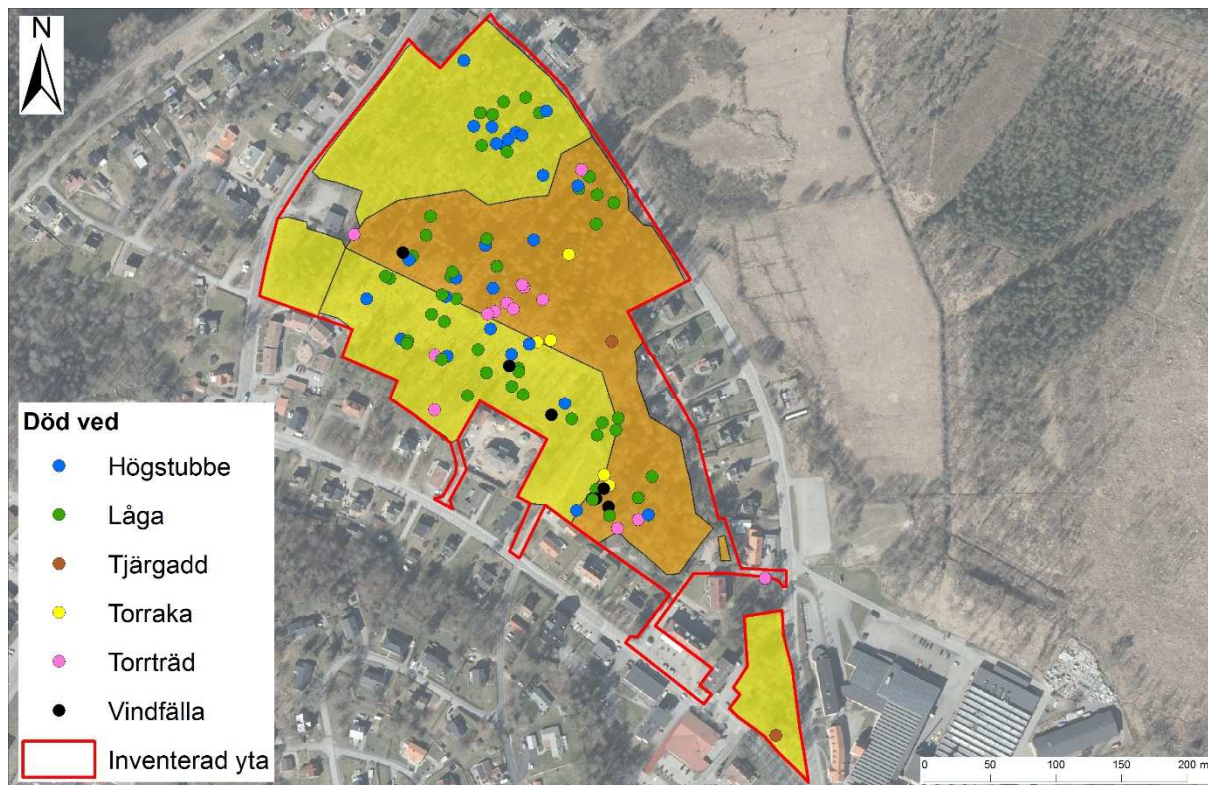 N
Död ved
Högstubbe
Låga
Tjärgadd
Torraka
Torrträd
Vindfälla
Inventerad yta
0 50 100 150 200 m